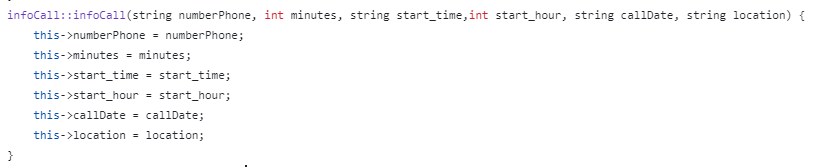 infoCall::infoCall(string numberPhone, int minutes, string start_time,int start_hour, string callDate, string location) {
    this->numberPhone = numberPhone;
    this->minutes = minutes;
    this->start_time = start_time;
    this->start_hour = start_hour;
    this->callDate = callDate;
    this->location = location;
}